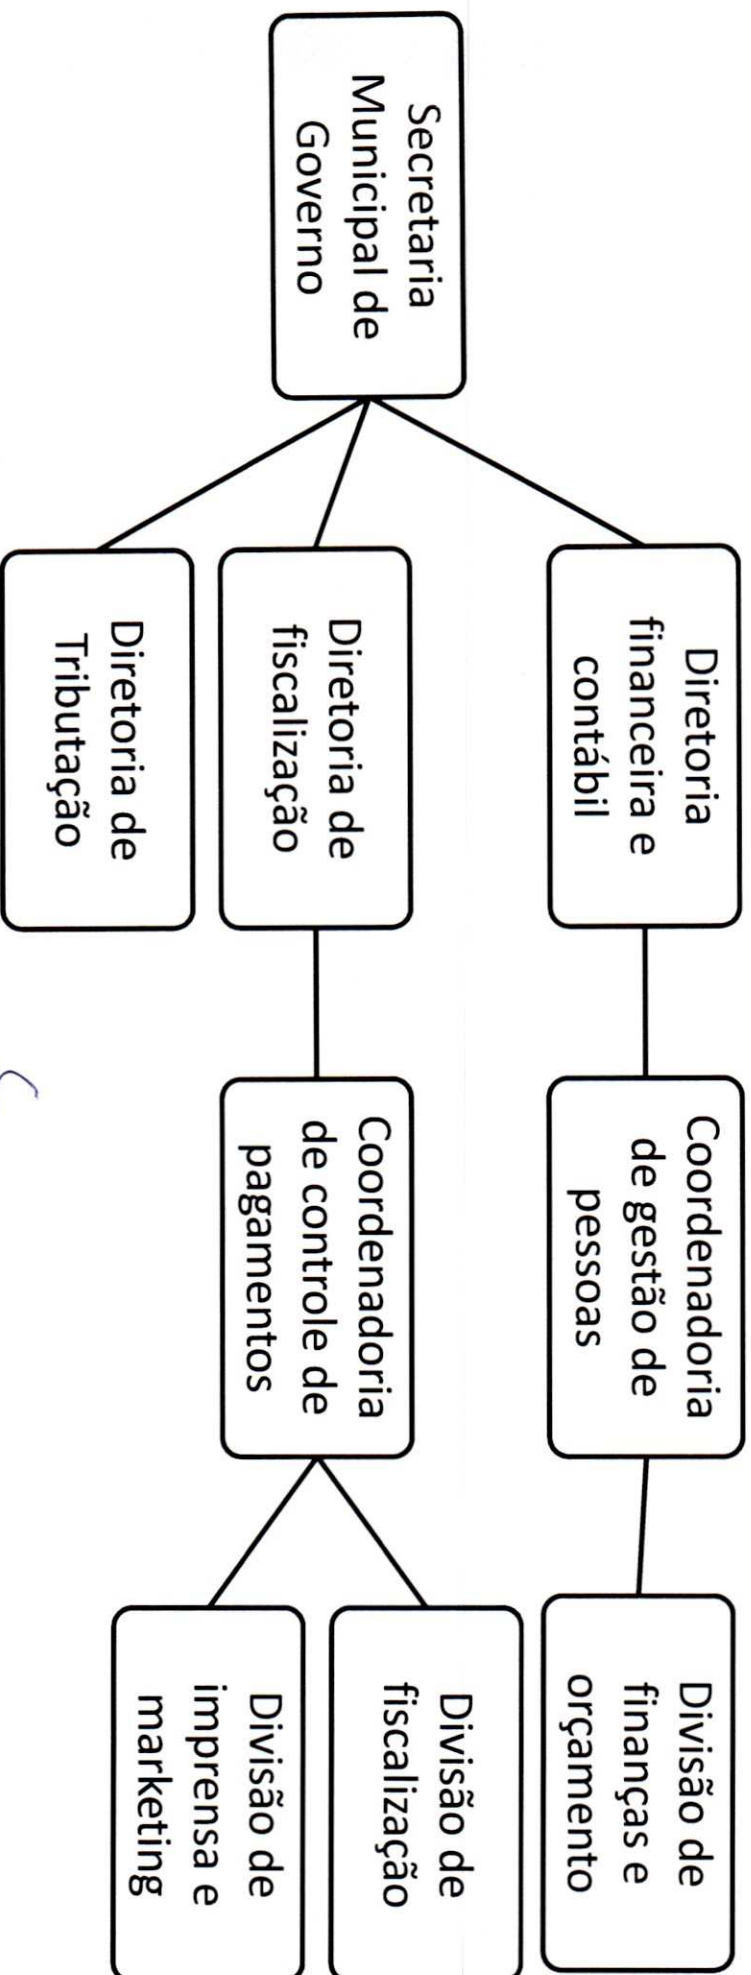 Secretaria
Municipal de
Governo
Diretoria
financeira e
contábil
Coordenadoria
de gestão de
pessoas
Divisão de
finanças e
orçamento
Diretoria de
fiscalização
Coordenadoria
de controle de
pagamentos
Divisão de
fiscalização
Divisão de
imprensa e
marketing
Diretoria de
Tributação